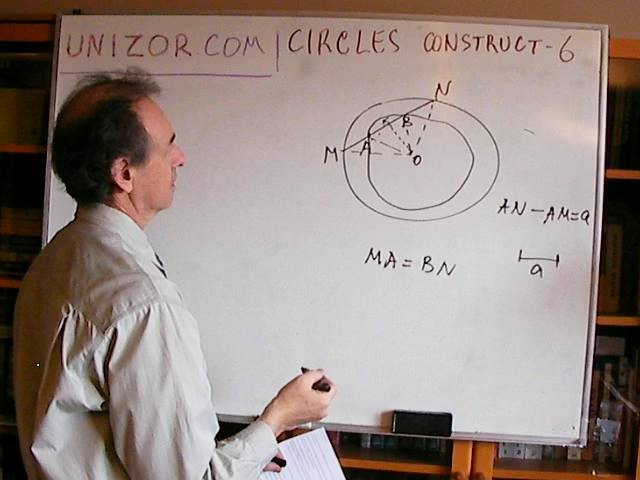 UNIZOR.COM | CIRCLES CONSTRUCT-6
N
B
M A
O
AN - AM = a
MA = BN
a